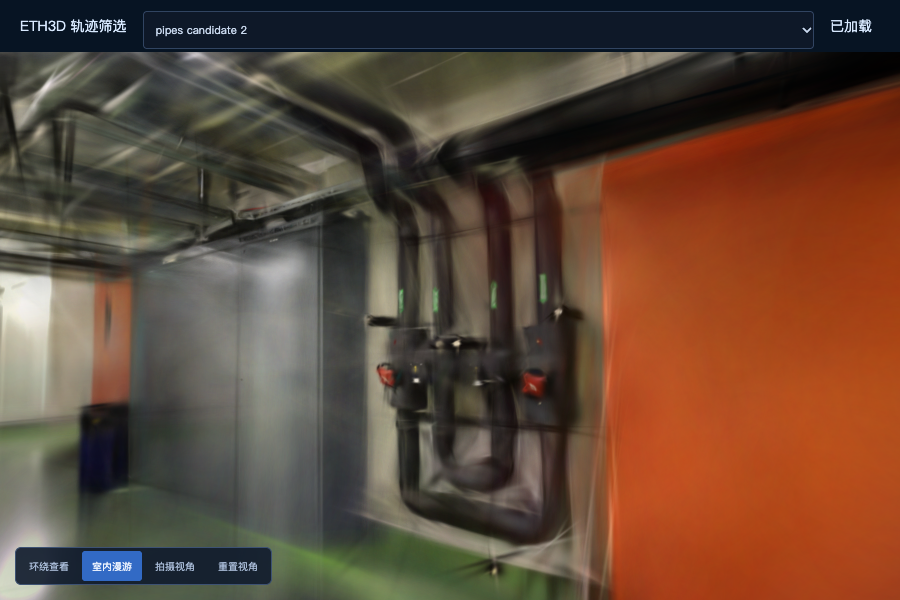 ETH3D 轨迹筛选
pipes candidate 2
已加载
环绕查看
室内漫游
拍摄视角
重置视角